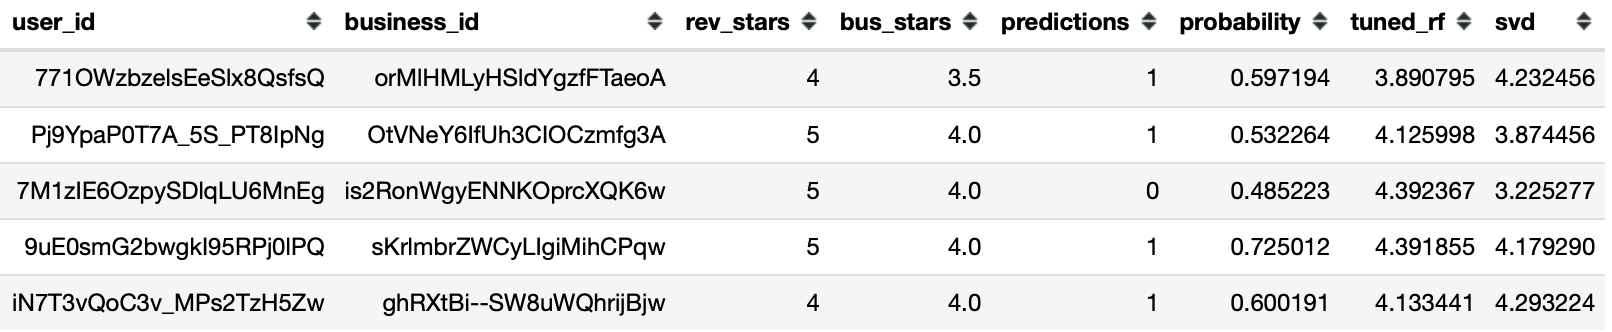 user_id business_id rev_stars bus_stars predictions probability tuned_rf svd
771OWzbzelsEeSlx8QsfsQ orMlHMLyHSldYgzfFTaeoA 4 3.5 1 0.597194 3.890795 4.232456
Pj9YpaP0T7A_5S_PT8IpNg OtVNeY6IfUh3CIOCzmfg3A 5 4.0 1 0.532264 4.125998 3.874456
7M1zIE6OzpySDlqLU6MnEg is2RonWgyENNKOprcXQK6w 5 4.0 0 0.485223 4.392367 3.225277
9uE0smG2bwgkI95RPj0lPQ sKrlmbrZWCyLIgiMihCPqw 5 4.0 1 0.725012 4.391855 4.179290
iN7T3vQoC3v_MPs2TzH5Zw ghRXtBi--SW8uWQhrijBjw 4 4.0 1 0.600191 4.133441 4.293224